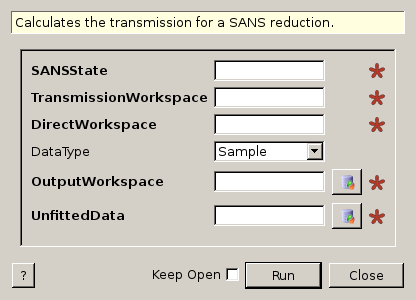 Calculates the transmission for a SANS reduction.
SANSState
TransmissionWorkspace
DirectWorkspace
DataType Sample
OutputWorkspace
UnfittedData
? Keep Open Run Close